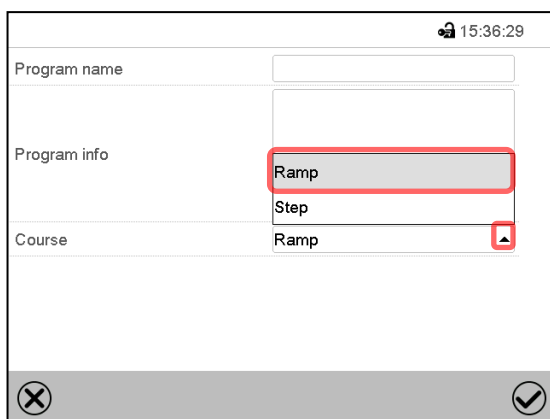 15:36:29
Program name
Program info
Ramp
Step
Course
Ramp